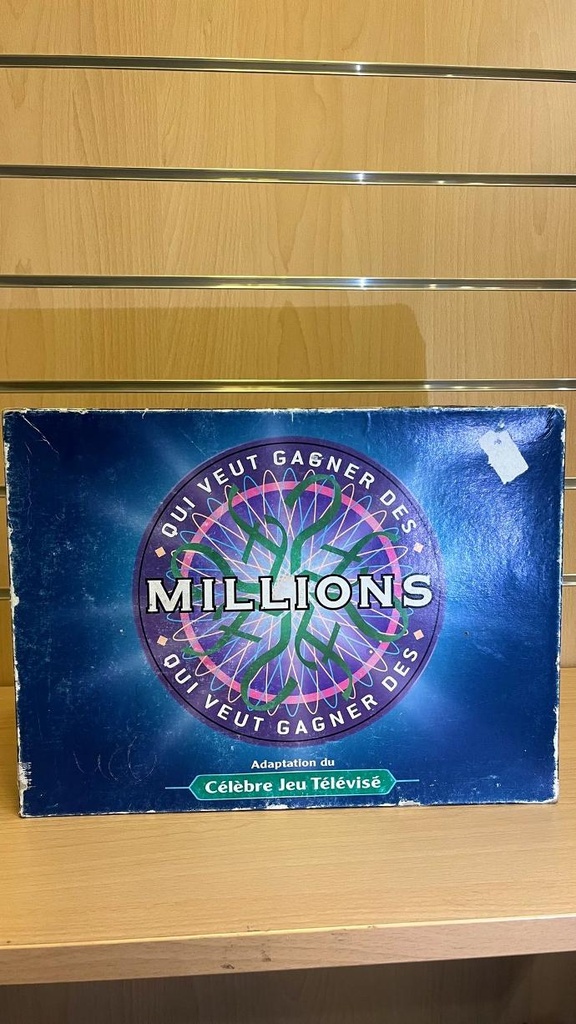 QUI VEUT GAGNER DES
MILLIONS
QUI VEUT GAGNER DES
Adaptation du
Célèbre Jeu Télévisé